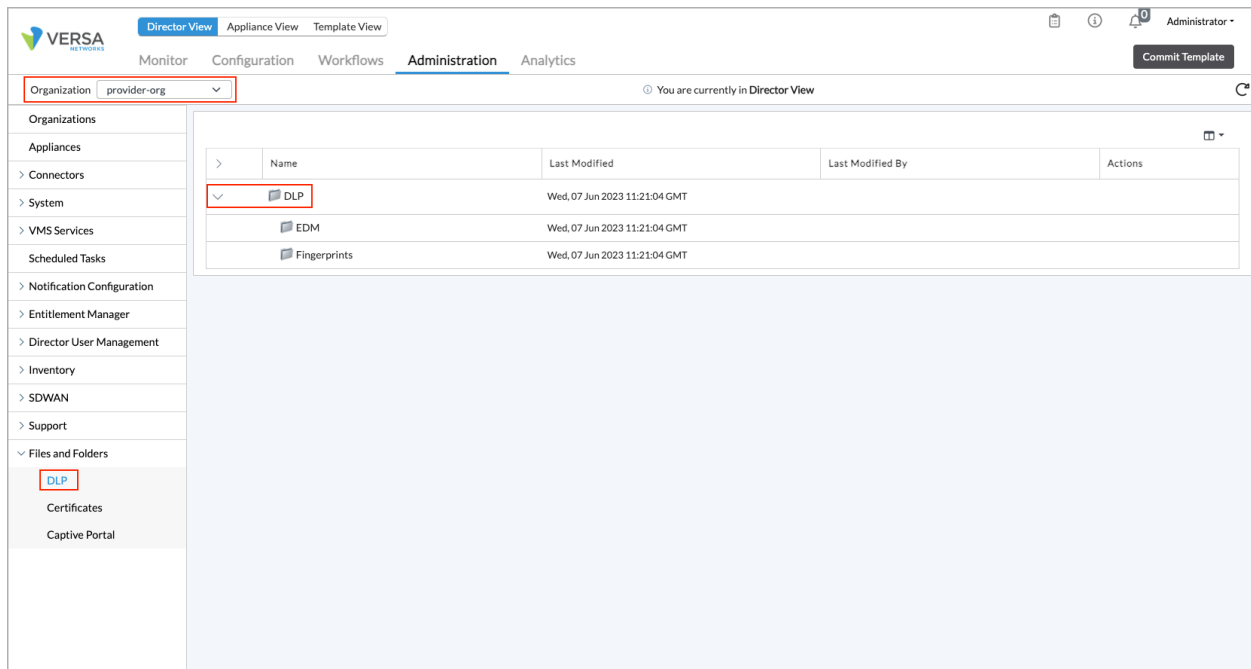 VERSA
NETWORKS
Director View Appliance View Template View
0
Administrator
Monitor Configuration Workflows Administration Analytics
Commit Template
Organization provider-org
You are currently in Director View
Organizations
Appliances
Connectors
System
VMS Services
Scheduled Tasks
Notification Configuration
Entitlement Manager
Director User Management
Inventory
SDWAN
Support
Files and Folders
DLP
Certificates
Captive Portal
Name Last Modified Last Modified By Actions
DLP Wed, 07 Jun 2023 11:21:04 GMT
EDM Wed, 07 Jun 2023 11:21:04 GMT
Fingerprints Wed, 07 Jun 2023 11:21:04 GMT